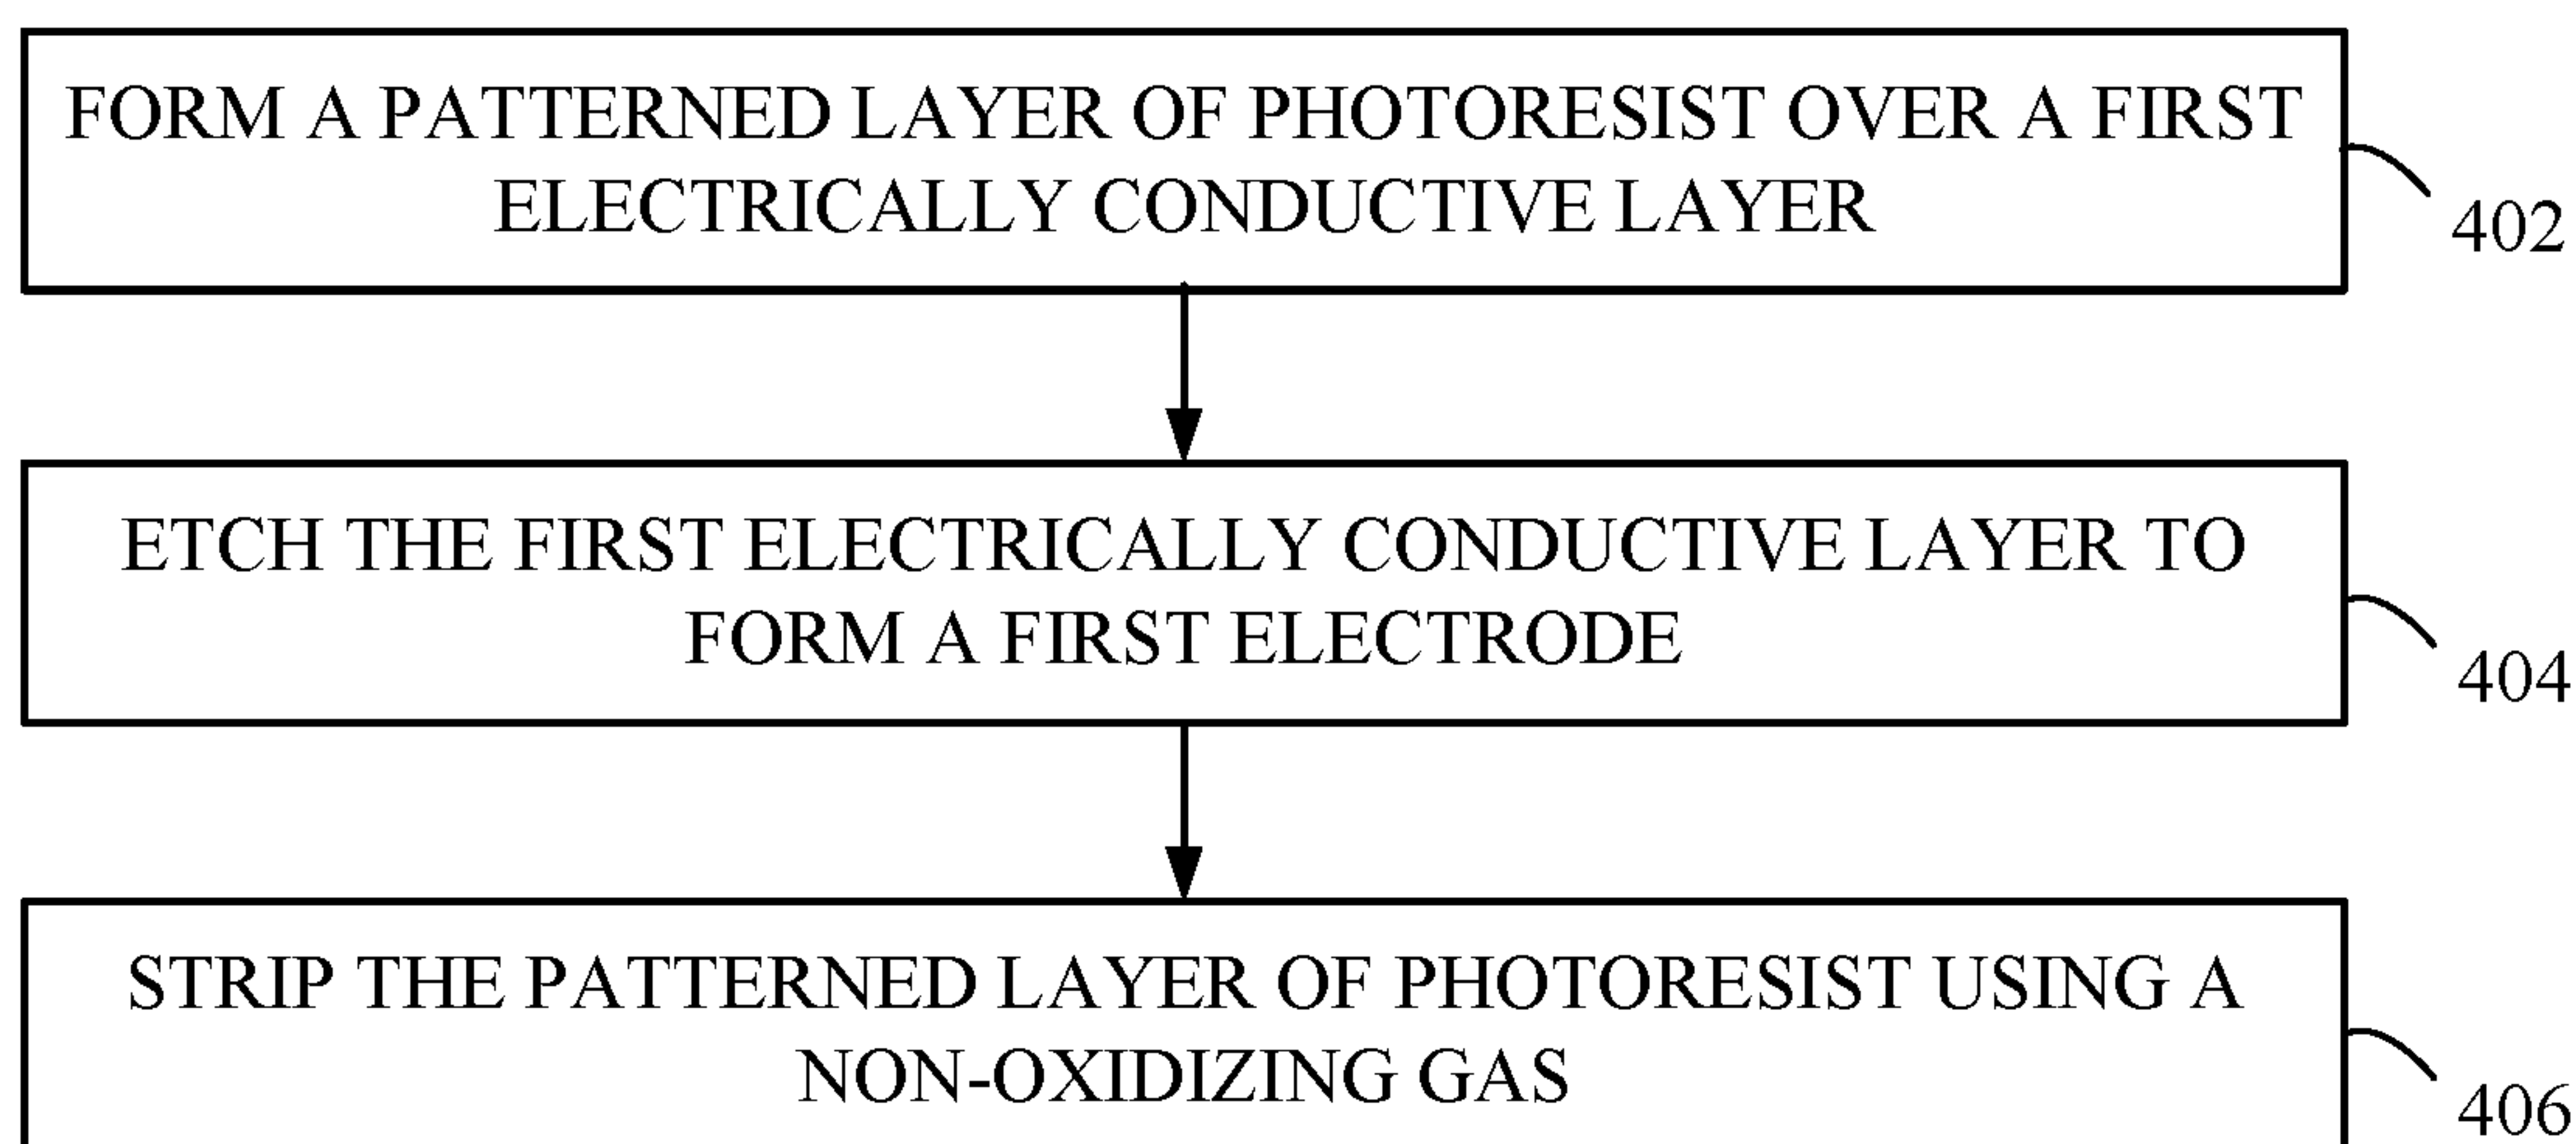 FORM A PATTERNED LAYER OF PHOTORESIST OVER A FIRST
ELECTRICALLY CONDUCTIVE LAYER
402
ETCH THE FIRST ELECTRICALLY CONDUCTIVE LAYER TO
FORM A FIRST ELECTRODE
404
STRIP THE PATTERNED LAYER OF PHOTORESIST USING A
NON-OXIDIZING GAS
406